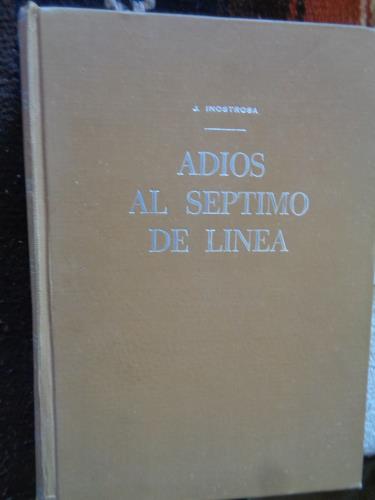 J. INOSTROSA
ADIOS
AL SEPTIMO
DE LINEA